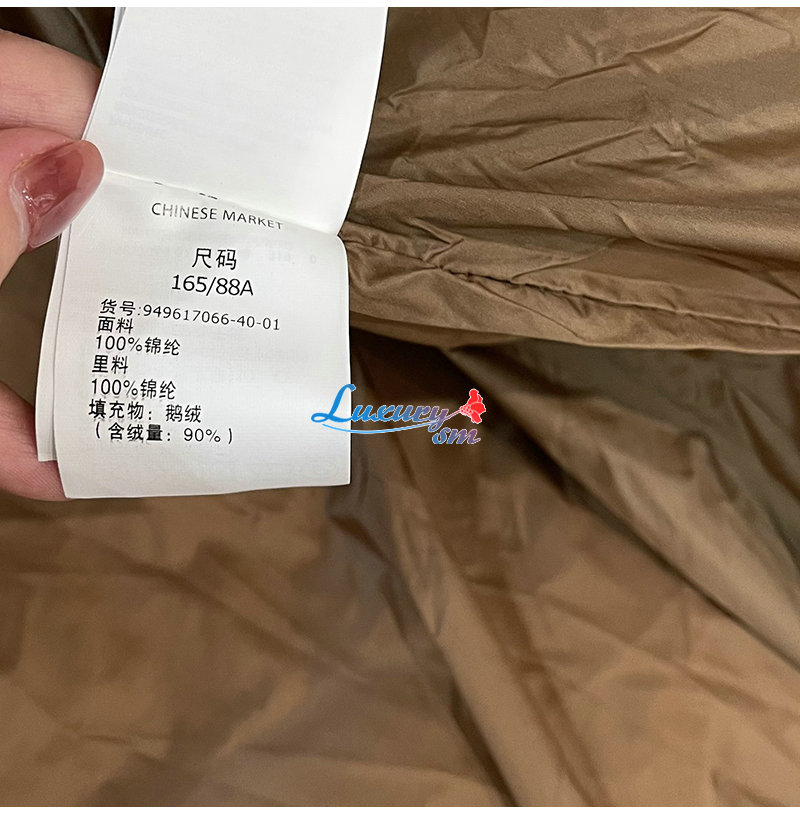 CHINESE MARKET
尺码
165/88A
货号:949617066-40-01
面料
100%锦纶
里料
100%锦纶
填充物：鹅绒
（含绒量：90%）
Luxury
sm